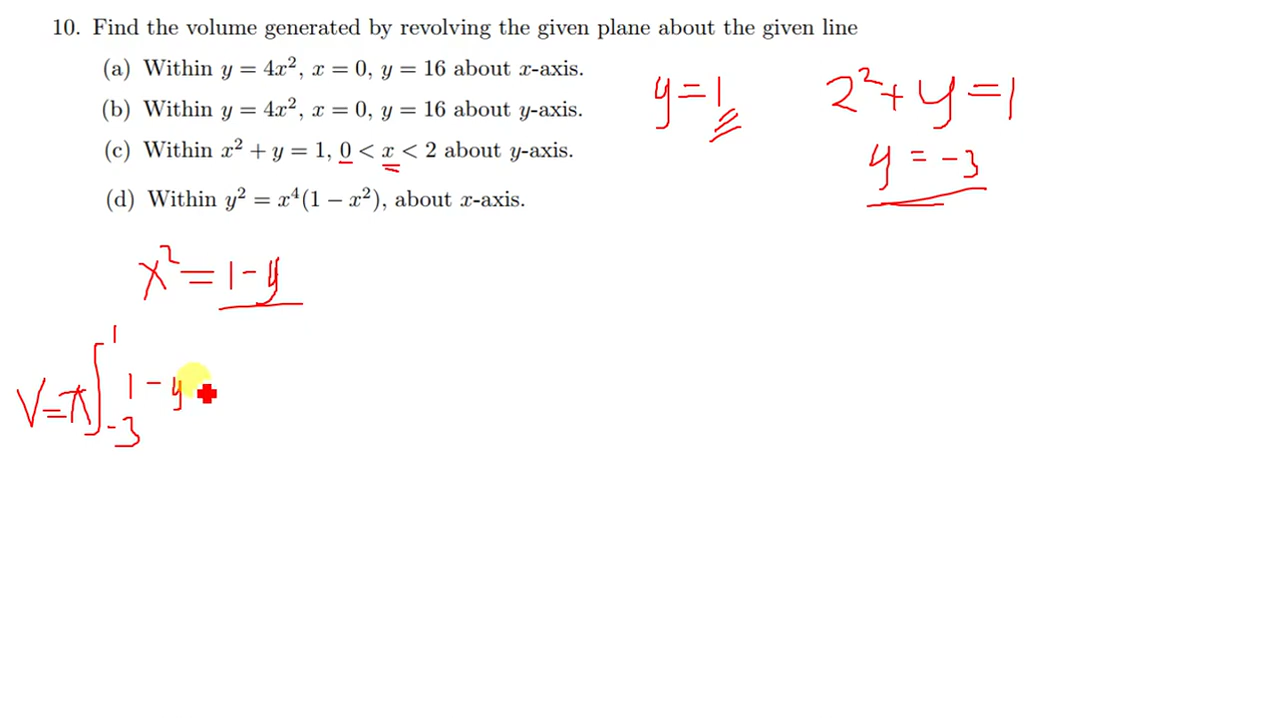 10. Find the volume generated by revolving the given plane about the given line
(a) Within y = 4x², x = 0, y = 16 about x-axis.
(b) Within y = 4x², x = 0, y = 16 about y-axis.
(c) Within x² + y = 1, 0 < x < 2 about y-axis.
(d) Within y² = x⁴(1 − x²), about x-axis.
y = 1
2² + y = 1
y = -3
x² = 1 - y
V = π ∫₋₃¹ 1 - y